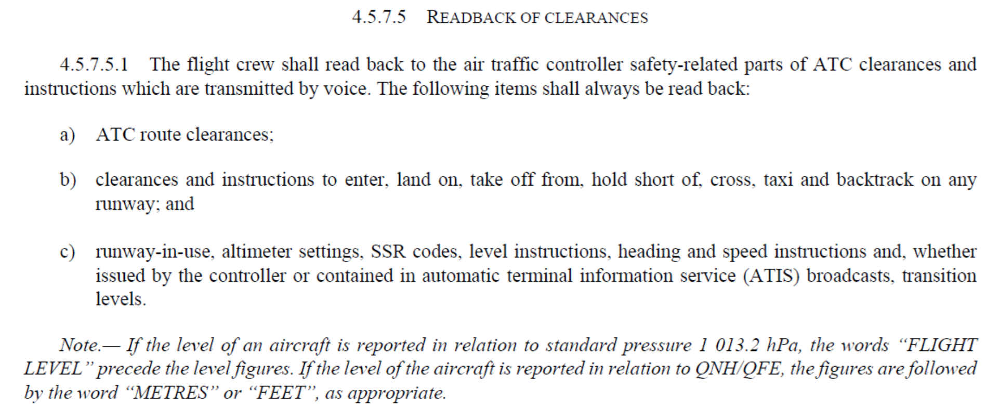 4.5.7.5 READBACK OF CLEARANCES
4.5.7.5.1 The flight crew shall read back to the air traffic controller safety-related parts of ATC clearances and
instructions which are transmitted by voice. The following items shall always be read back:
a) ATC route clearances;
b) clearances and instructions to enter, land on, take off from, hold short of, cross, taxi and backtrack on any
runway; and
c) runway-in-use, altimeter settings, SSR codes, level instructions, heading and speed instructions and, whether
issued by the controller or contained in automatic terminal information service (ATIS) broadcasts, transition
levels.
Note.— If the level of an aircraft is reported in relation to standard pressure 1 013.2 hPa, the words “FLIGHT
LEVEL” precede the level figures. If the level of the aircraft is reported in relation to QNH/QFE, the figures are followed
by the word “METRES” or “FEET”, as appropriate.